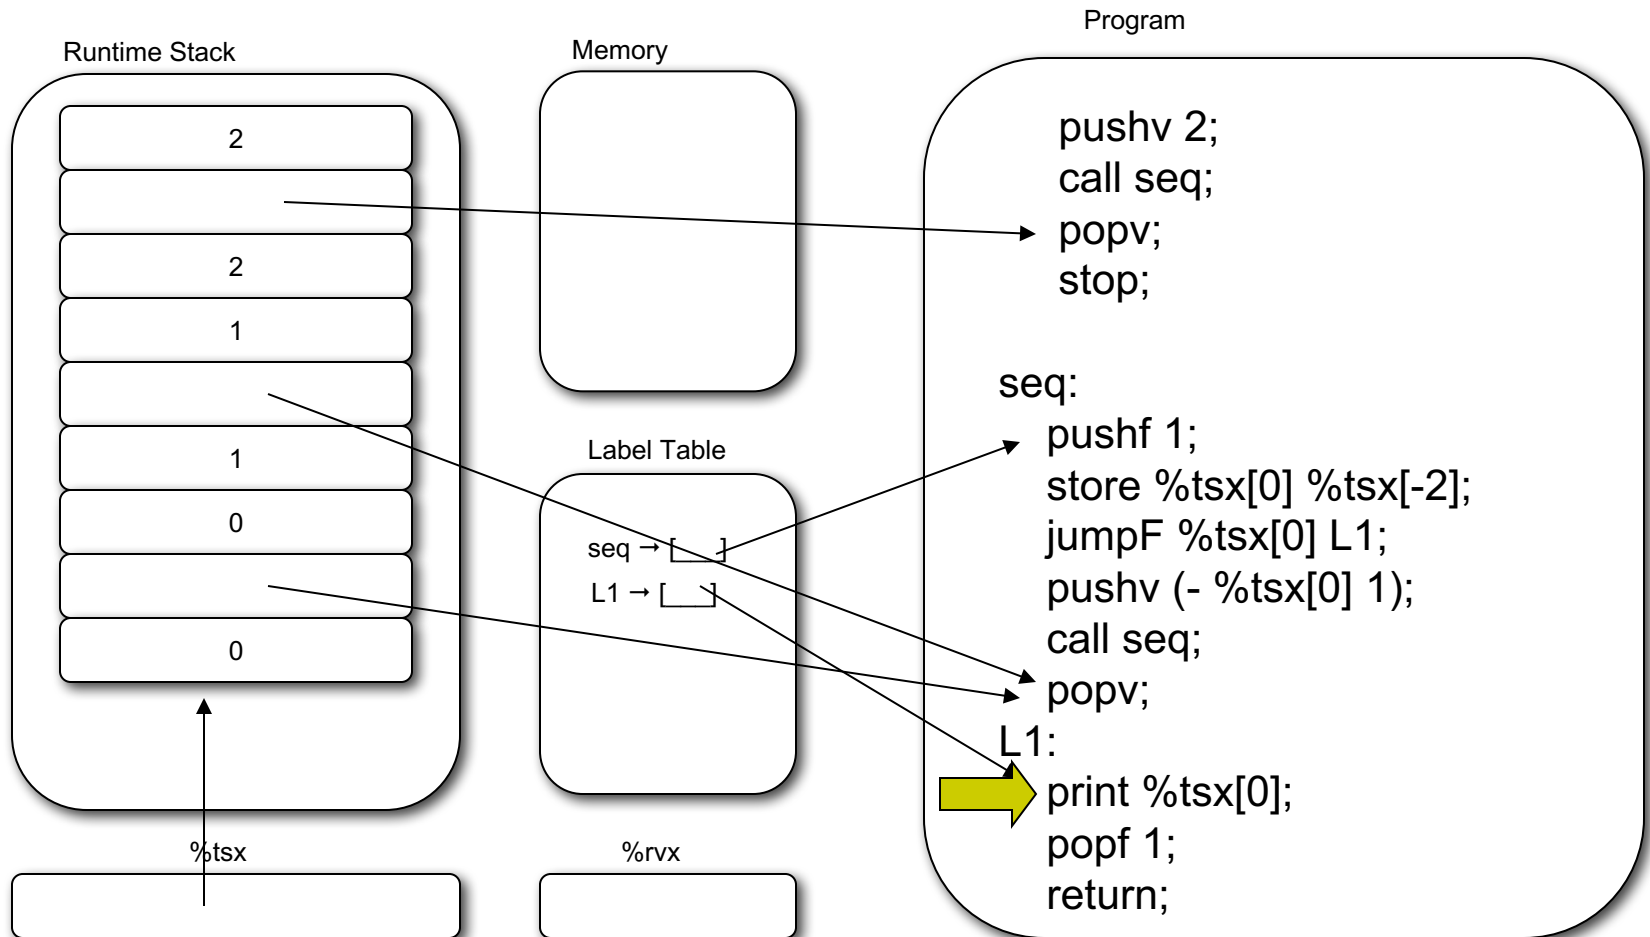 Program
Runtime Stack
Memory
2
2
1
1
0
0
Label Table
seq → [___]
L1 → [___]
%tsx
%rvx
pushv 2;
call seq;
popv;
stop;
seq:
pushf 1;
store %tsx[0] %tsx[-2];
jumpF %tsx[0] L1;
pushv (- %tsx[0] 1);
call seq;
popv;
L1:
print %tsx[0];
popf 1;
return;